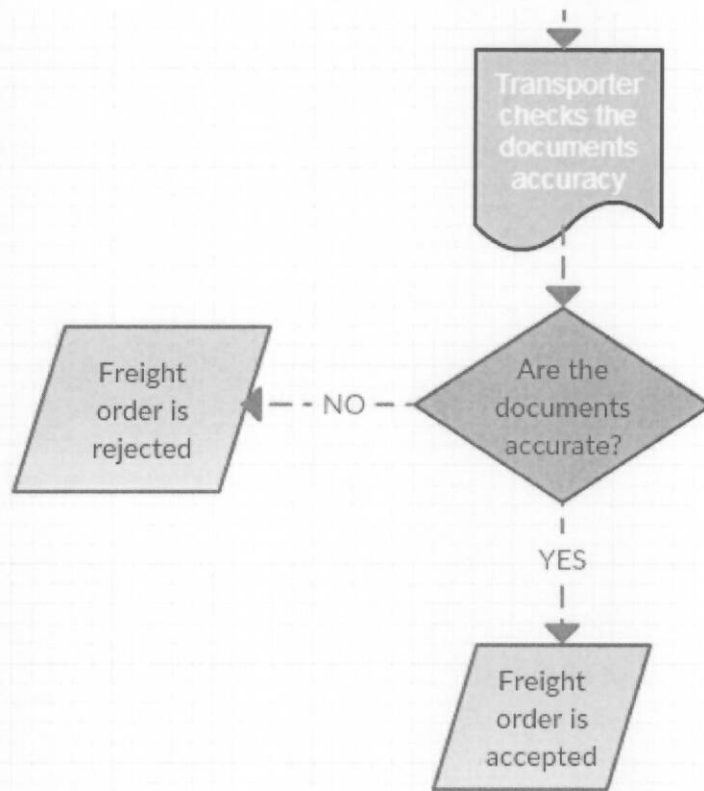 Transporter
checks the
documents
accuracy
Are the
documents
accurate?
NO
Freight
order is
rejected
YES
Freight
order is
accepted